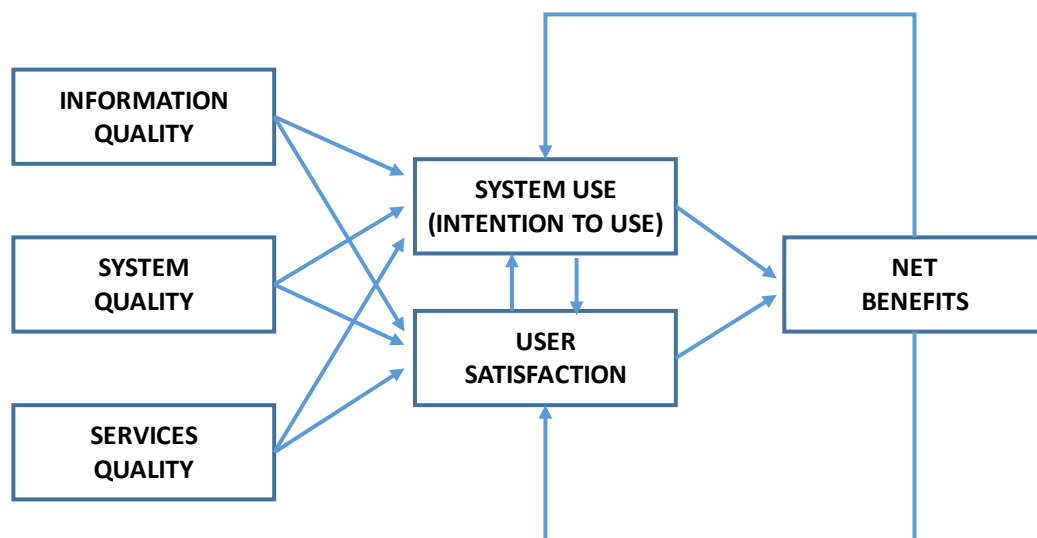 INFORMATION
QUALITY
SYSTEM USE
(INTENTION TO USE)
SYSTEM
QUALITY
NET
BENEFITS
USER
SATISFACTION
SERVICES
QUALITY